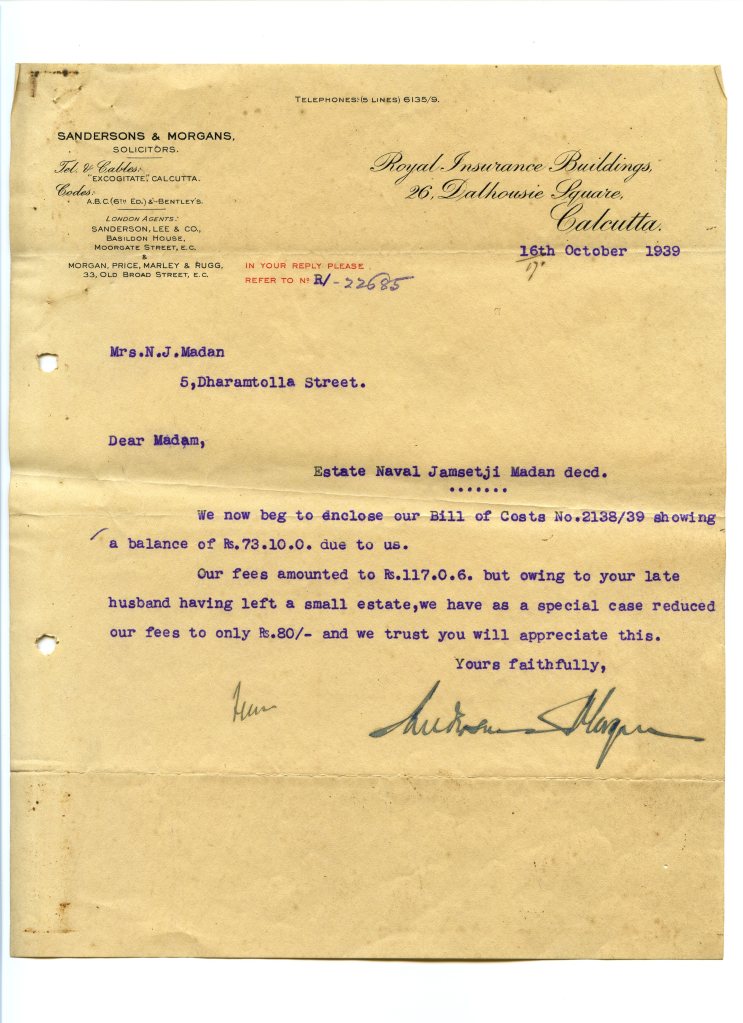 TELEPHONES: (5 LINES) 6135/9.
SANDERSONS & MORGANS,
SOLICITORS.
Tel. & Cables:
"EXCOGITATE," CALCUTTA.
Codes:
A.B.C. (6TH ED.) & BENTLEY'S.
LONDON AGENTS:
SANDERSON, LEE & CO.,
BASILDON HOUSE,
MOORGATE STREET, E.C.
&
MORGAN, PRICE, MARLEY & RUGG,
33, OLD BROAD STREET, E.C.
Royal Insurance Buildings,
26, Dalhousie Square,
Calcutta.
16th October 1939
17
IN YOUR REPLY PLEASE
REFER TO No R/-22685
Mrs.N.J.Madan
5,Dharamtolla Street.
Dear Madam,
Estate Naval Jamsetji Madan decd.
.......
We now beg to enclose our Bill of Costs No.2138/39 showing
a balance of Rs.73.10.0. due to us.
Our fees amounted to Rs.117.0.6. but owing to your late
husband having left a small estate,we have as a special case reduced
our fees to only Rs.80/- and we trust you will appreciate this.
Yours faithfully,
Sandersons & Morgans